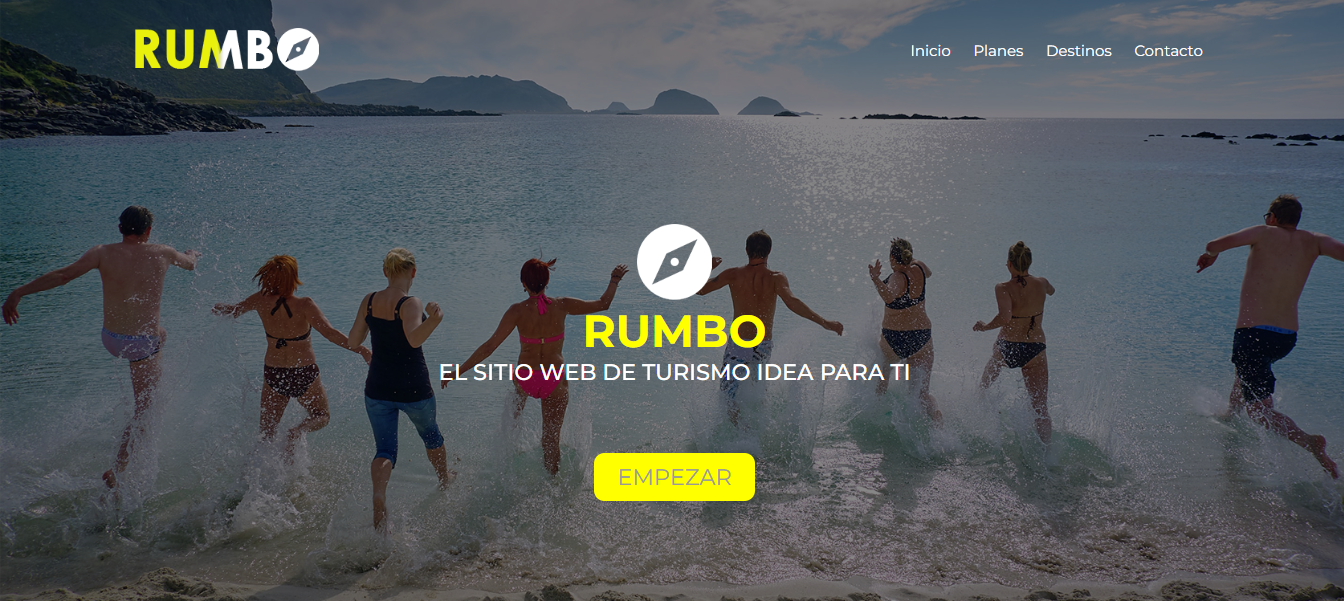 RUMBO
Inicio Planes Destinos Contacto
RUMBO
EL SITIO WEB DE TURISMO IDEA PARA TI
EMPEZAR